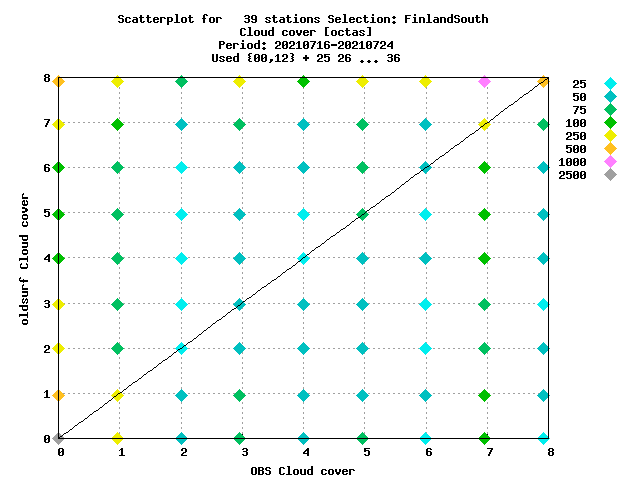 Scatterplot for   39 stations Selection: FinlandSouth
Cloud cover [octas]
Period: 20210716-20210724
Used {00,12} + 25 26 ... 36
8
7
6
5
4
3
2
1
0
oldsurf Cloud cover
0 1 2 3 4 5 6 7 8
OBS Cloud cover
25
50
75
100
250
500
1000
2500